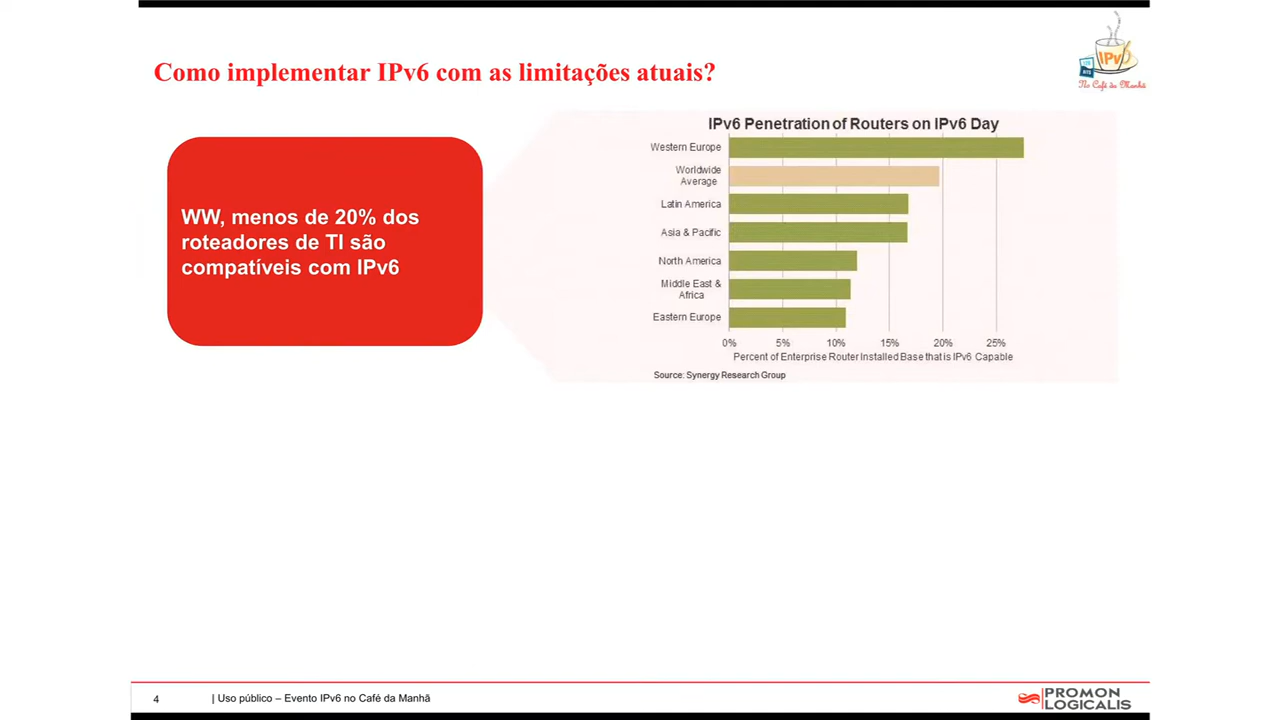 Como implementar IPv6 com as limitações atuais?
IPv6
No Café da Manhã
WW, menos de 20% dos
roteadores de TI são
compatíveis com IPv6
IPv6 Penetration of Routers on IPv6 Day
Western Europe
Worldwide
Average
Latin America
Asia & Pacific
North America
Middle East &
Africa
Eastern Europe
0% 5% 10% 15% 20% 25%
Percent of Enterprise Router Installed Base that is IPv6 Capable
Source: Synergy Research Group
4 | Uso público – Evento IPv6 no Café da Manhã
PROMON
LOGICALIS